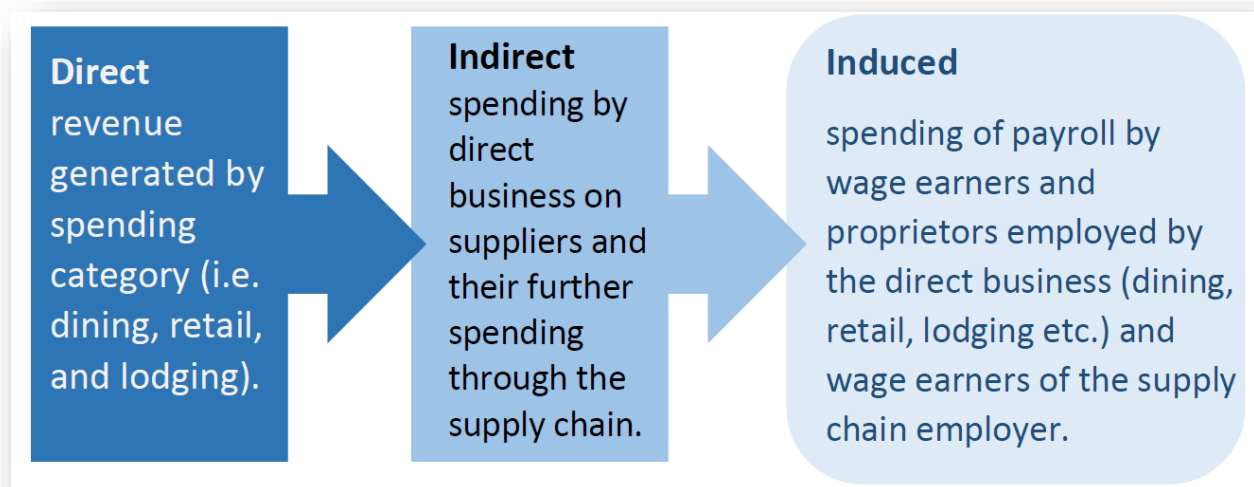 Direct
revenue
generated by
spending
category (i.e.
dining, retail,
and lodging).
Indirect
spending by
direct
business on
suppliers and
their further
spending
through the
supply chain.
Induced
spending of payroll by
wage earners and
proprietors employed by
the direct business (dining,
retail, lodging etc.) and
wage earners of the supply
chain employer.